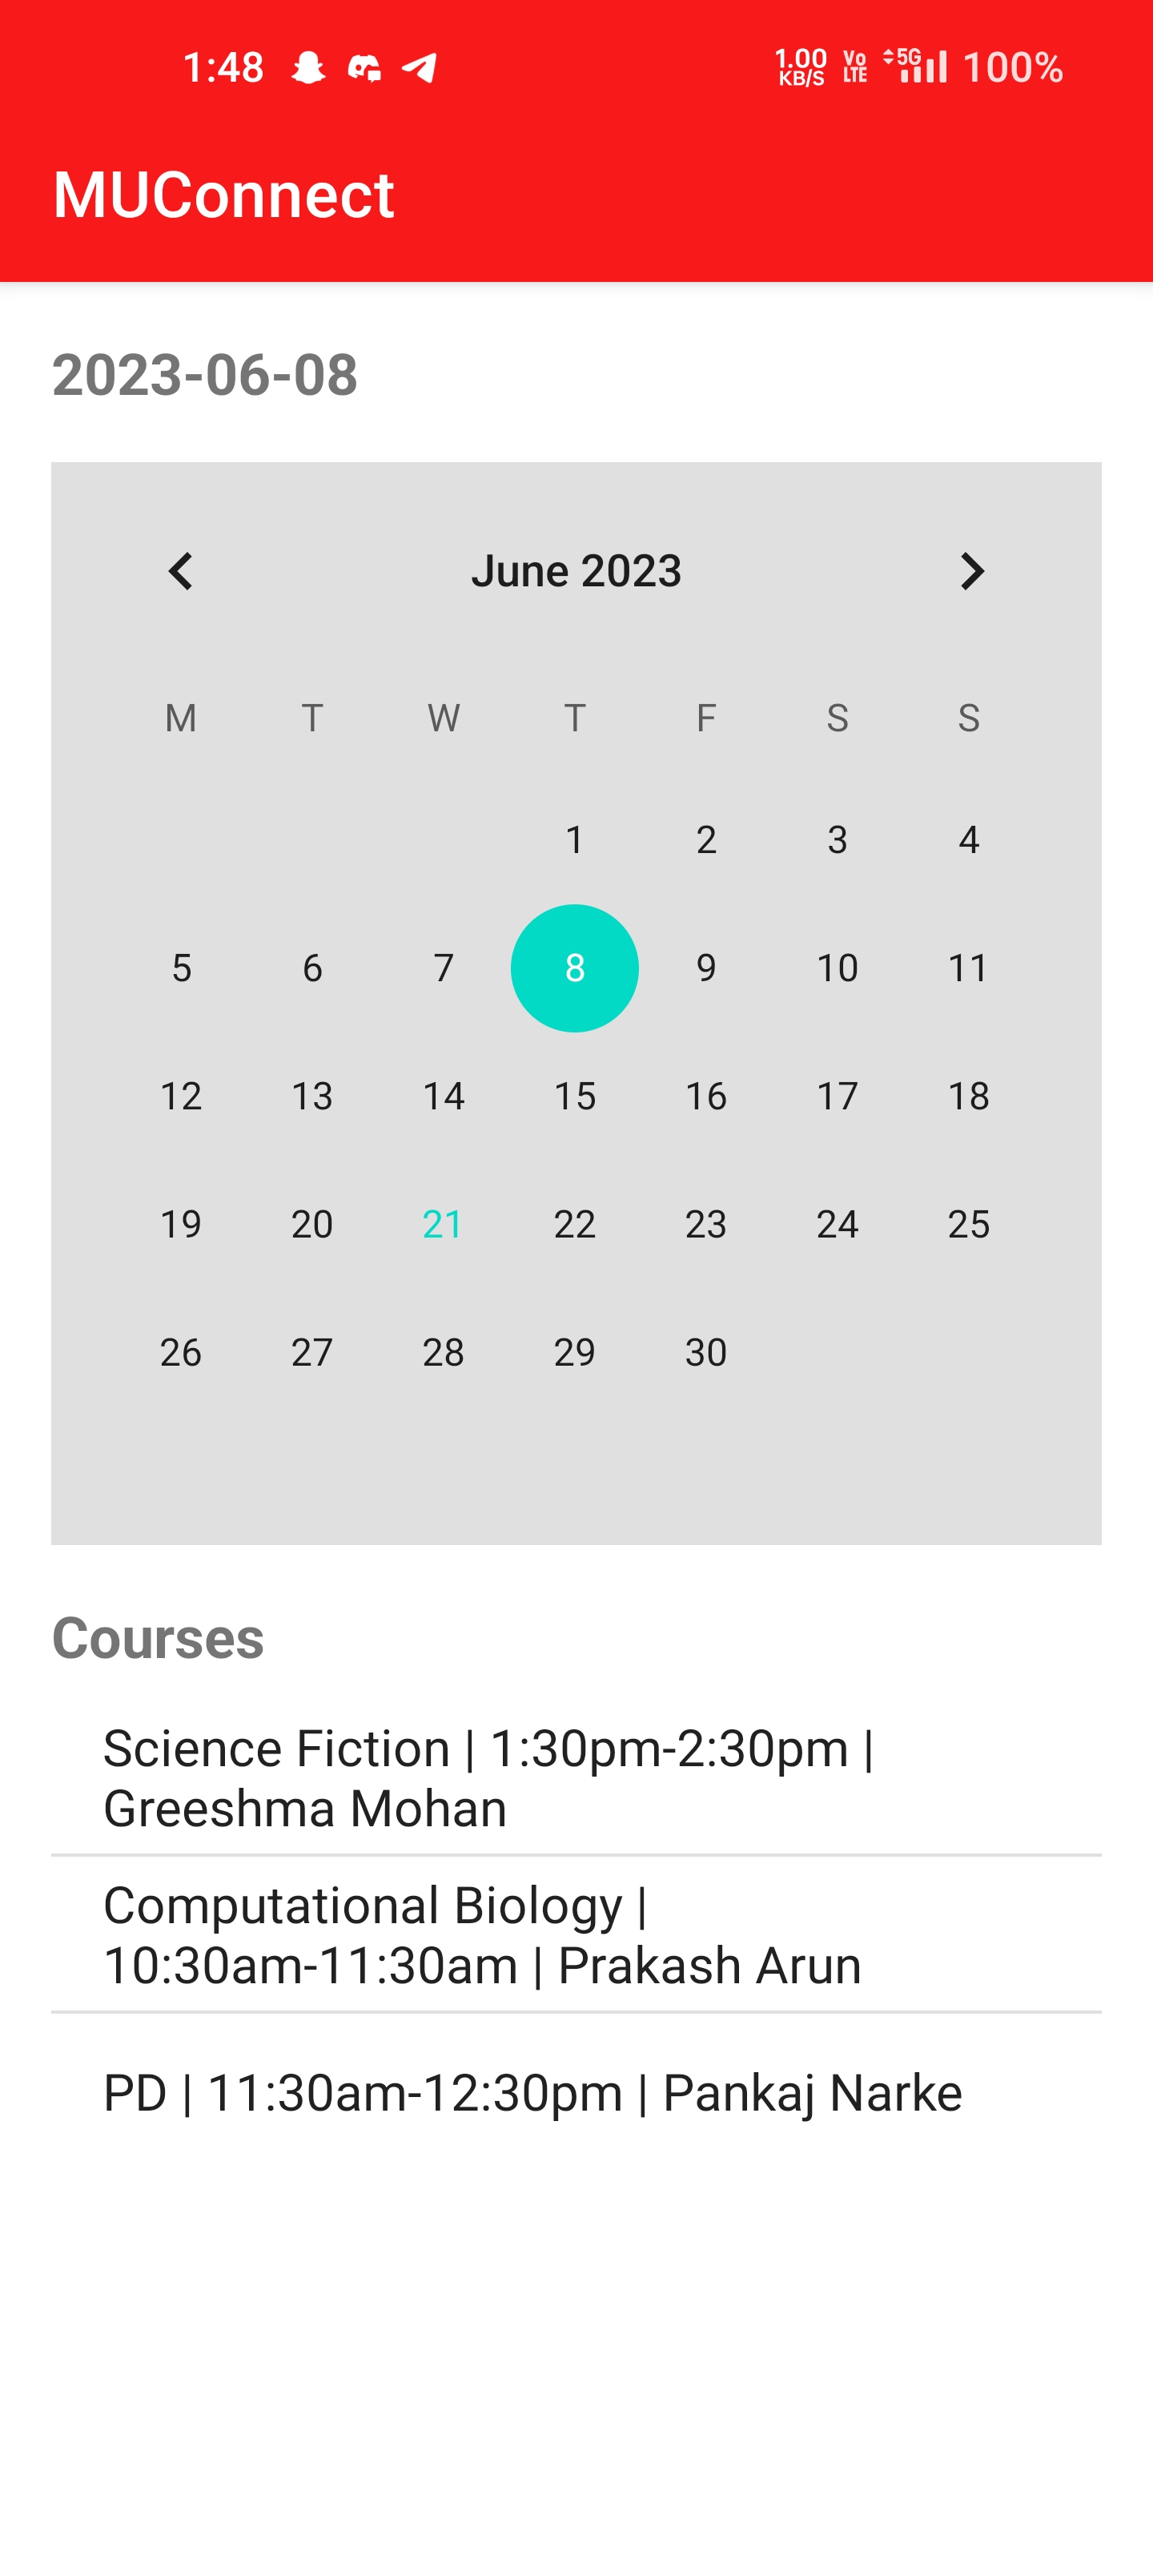 1:48 1.00 KB/S Vo LTE 5G 100%
MUConnect
2023-06-08
June 2023
M T W T F S S
1 2 3 4
5 6 7 8 9 10 11
12 13 14 15 16 17 18
19 20 21 22 23 24 25
26 27 28 29 30
Courses
Science Fiction | 1:30pm-2:30pm |
Greeshma Mohan
Computational Biology |
10:30am-11:30am | Prakash Arun
PD | 11:30am-12:30pm | Pankaj Narke